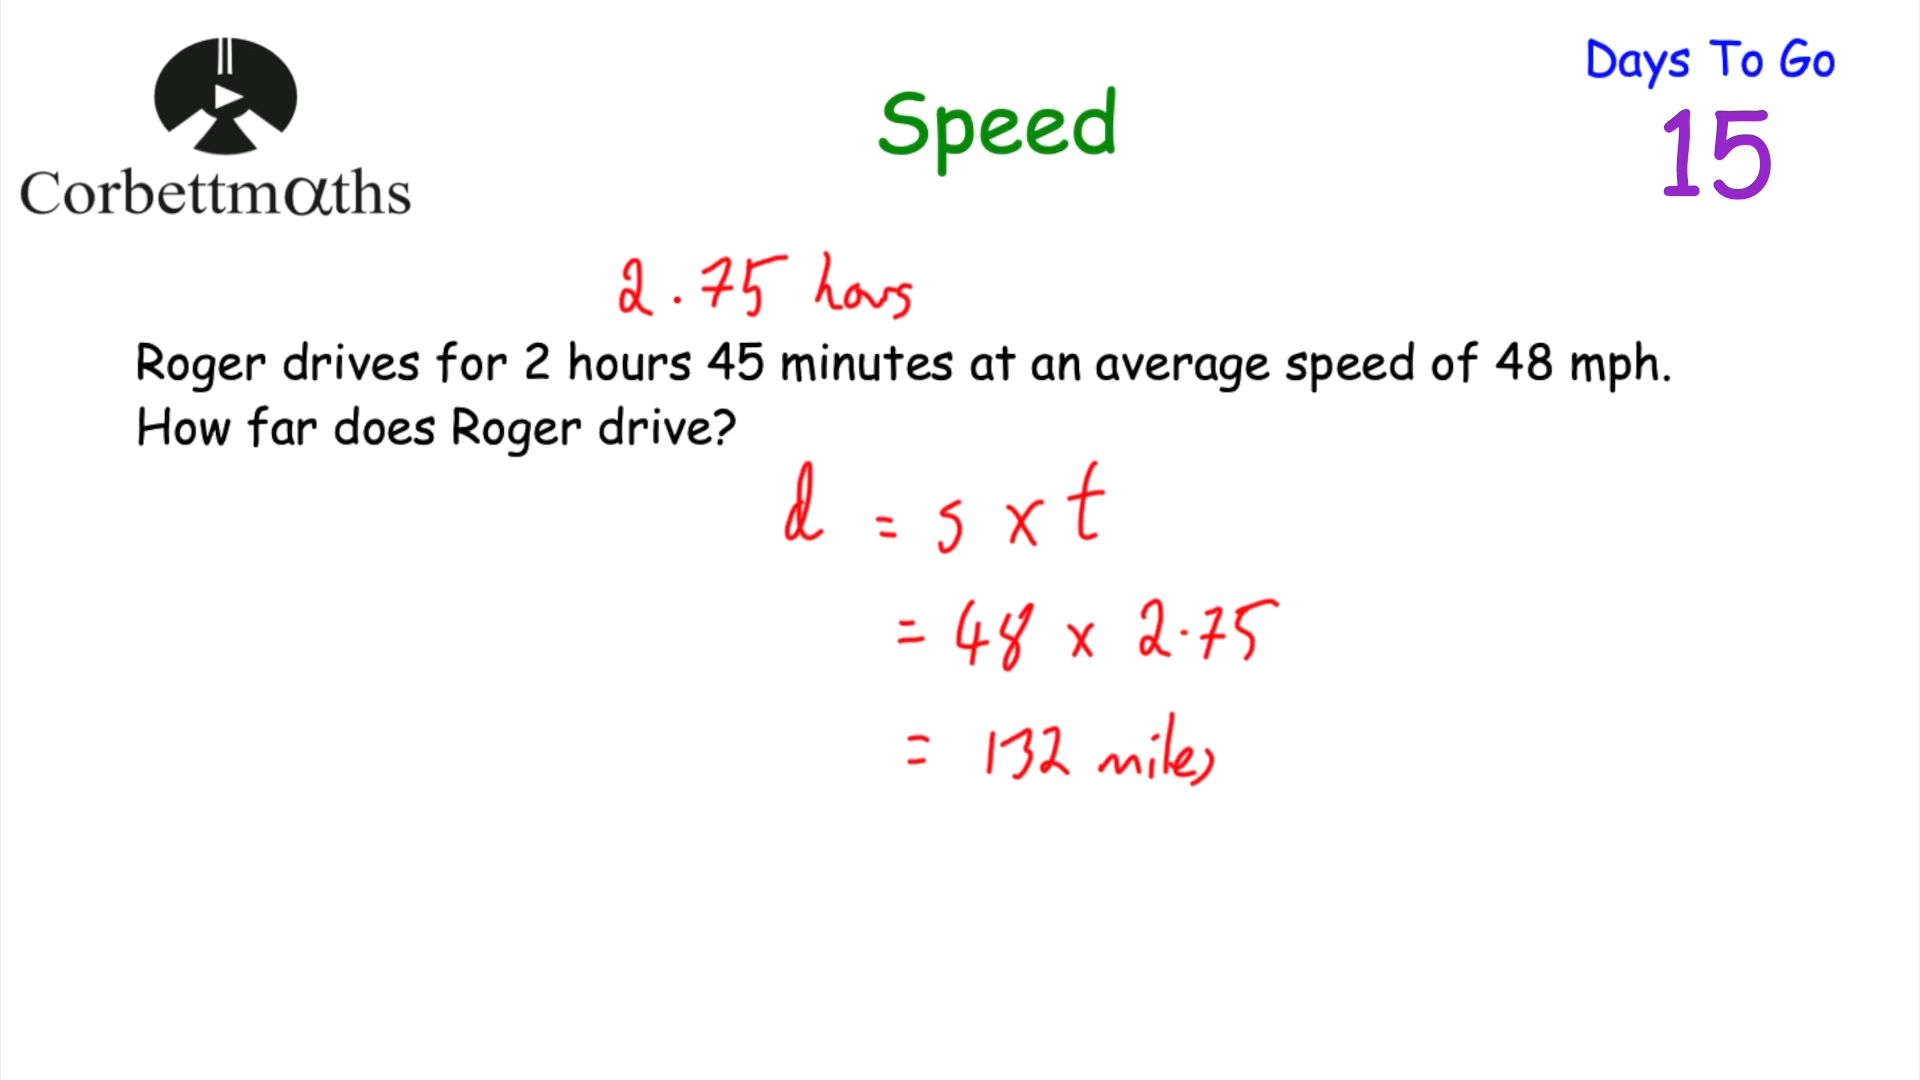 Corbettmαths
Speed
Days To Go
15
2.75 hours
Roger drives for 2 hours 45 minutes at an average speed of 48 mph.
How far does Roger drive?
d = s x t
= 48 x 2.75
= 132 miles